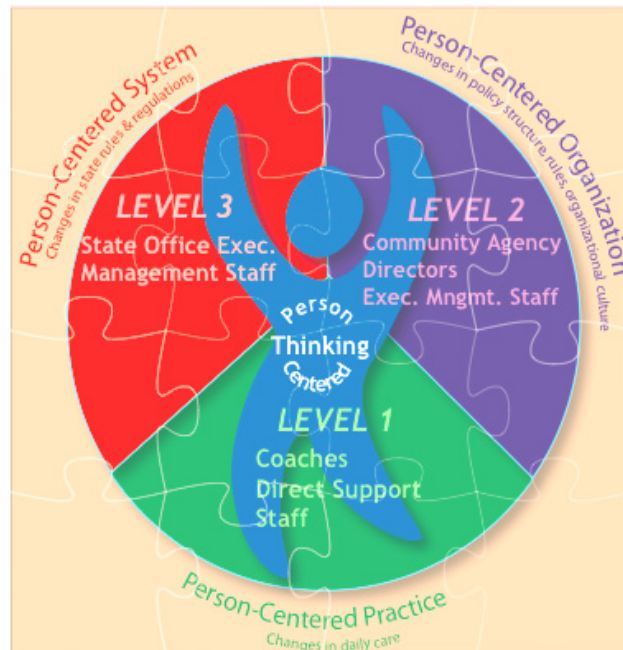 Person-Centered System
Changes in state rules & regulations
Person-Centered Organization
Changes in policy structure, rules, organizational culture
LEVEL 3
State Office Exec.
Management Staff
LEVEL 2
Community Agency
Directors
Exec. Mngmt. Staff
Person
Thinking
Centered
LEVEL 1
Coaches
Direct Support
Staff
Person-Centered Practice
Changes in daily care